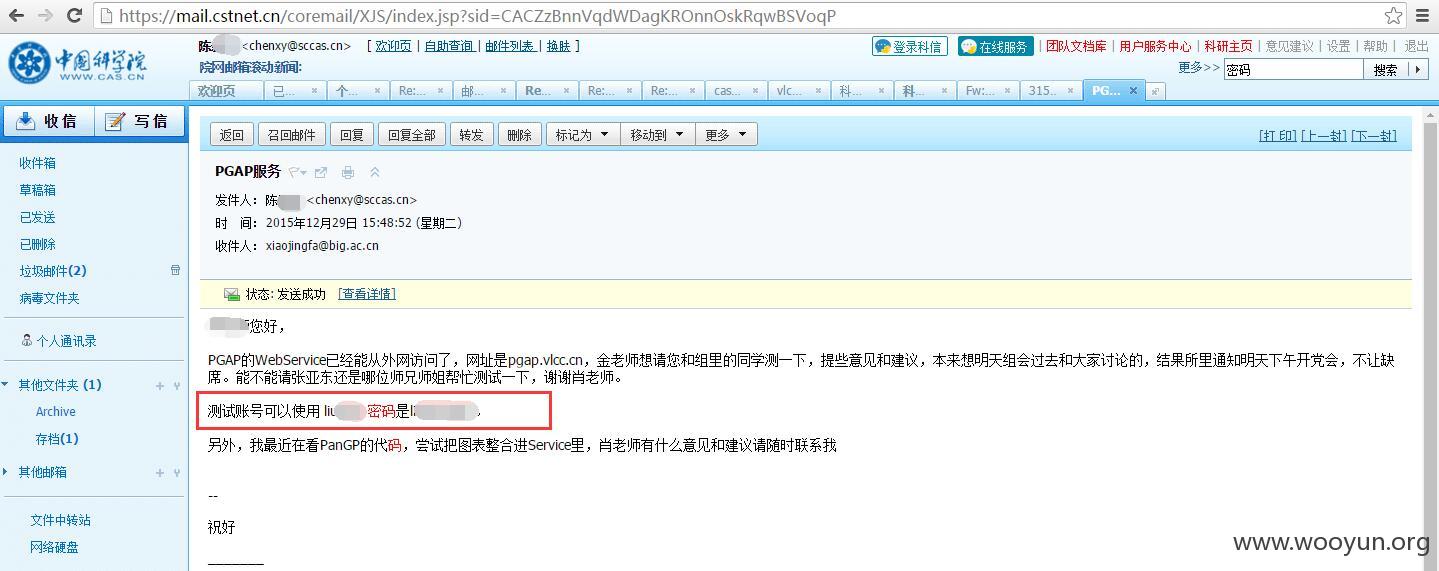 https://mail.cstnet.cn/coremail/XJS/index.jsp?sid=CACZzBnnVqdWDagKROnnOskRqwBSVoqP
中国科学院
WWW.CAS.CN
陈 <chenxy@sccas.cn> [ 欢迎页 | 自助查询 | 邮件列表 | 换肤 ]
登录科信 在线服务 团队文档库 | 用户服务中心 | 科研主页 | 意见建议 | 设置 | 帮助 | 退出
院网邮箱滚动新闻:
更多>> 密码 搜索
欢迎页 已... 个... Re:... 邮... Re... Re:... Re:... cas... vlc... 科... 科... Fw:... 315... PG...
收信 写信
返回 召回邮件 回复 回复全部 转发 删除 标记为 移动到 更多 [打印] [上一封] [下一封]
收件箱
草稿箱
已发送
已删除
垃圾邮件(2)
病毒文件夹
个人通讯录
其他文件夹 (1)
Archive
存档(1)
其他邮箱
文件中转站
网络硬盘
PGAP服务
发件人: 陈 <chenxy@sccas.cn>
时 间: 2015年12月29日 15:48:52 (星期二)
收件人: xiaojingfa@big.ac.cn
状态: 发送成功 [查看详情]
您好，
PGAP的WebService已经能从外网访问了，网址是pgap.vlcc.cn，金老师想请您和组里的同学测一下，提些意见和建议，本来想明天组会过去和大家讨论的，结果所里通知明天下午开党会，不让缺
席。能不能请张亚东还是哪位师兄师姐帮忙测试一下，谢谢肖老师。
测试账号可以使用 liu 密码是l
另外，我最近在看PanGP的代码，尝试把图表整合进Service里，肖老师有什么意见和建议请随时联系我
--
祝好
www.wooyun.org